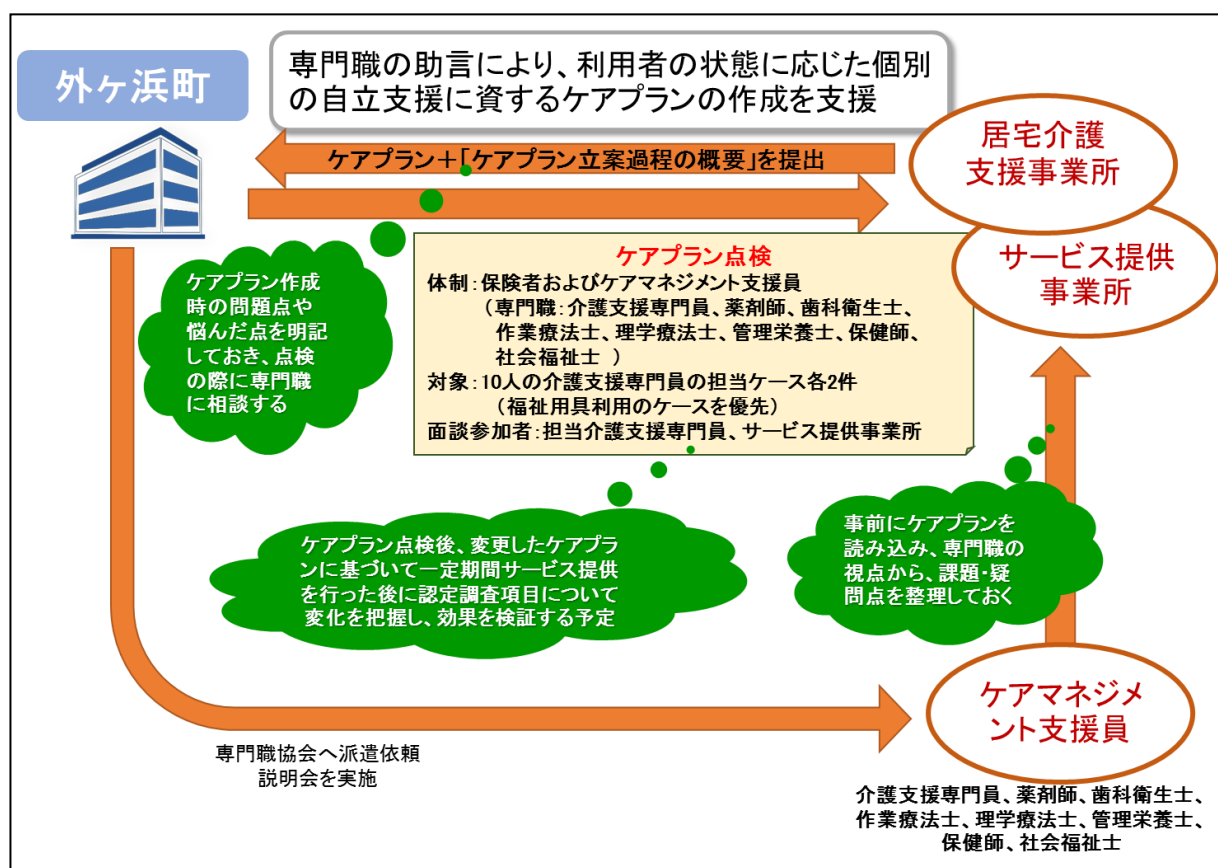 外ヶ浜町
専門職の助言により、利用者の状態に応じた個別
の自立支援に資するケアプランの作成を支援
居宅介護
支援事業所
ケアプラン＋「ケアプラン立案過程の概要」を提出
サービス提供
事業所
ケアプラン作成
時の問題点や
悩んだ点を明記
しておき、点検
の際に専門職
に相談する
ケアプラン点検
体制：保険者およびケアマネジメント支援員
（専門職：介護支援専門員、薬剤師、歯科衛生士、
作業療法士、理学療法士、管理栄養士、保健師、
社会福祉士 ）
対象：10人の介護支援専門員の担当ケース各2件
（福祉用具利用のケースを優先）
面談参加者：担当介護支援専門員、サービス提供事業所
ケアプラン点検後、変更したケアプラ
ンに基づいて一定期間サービス提供
を行った後に認定調査項目について
変化を把握し、効果を検証する予定
事前にケアプランを
読み込み、専門職の
視点から、課題・疑
問点を整理しておく
ケアマネジメ
ント支援員
専門職協会へ派遣依頼
説明会を実施
介護支援専門員、薬剤師、歯科衛生士、
作業療法士、理学療法士、管理栄養士、
保健師、社会福祉士